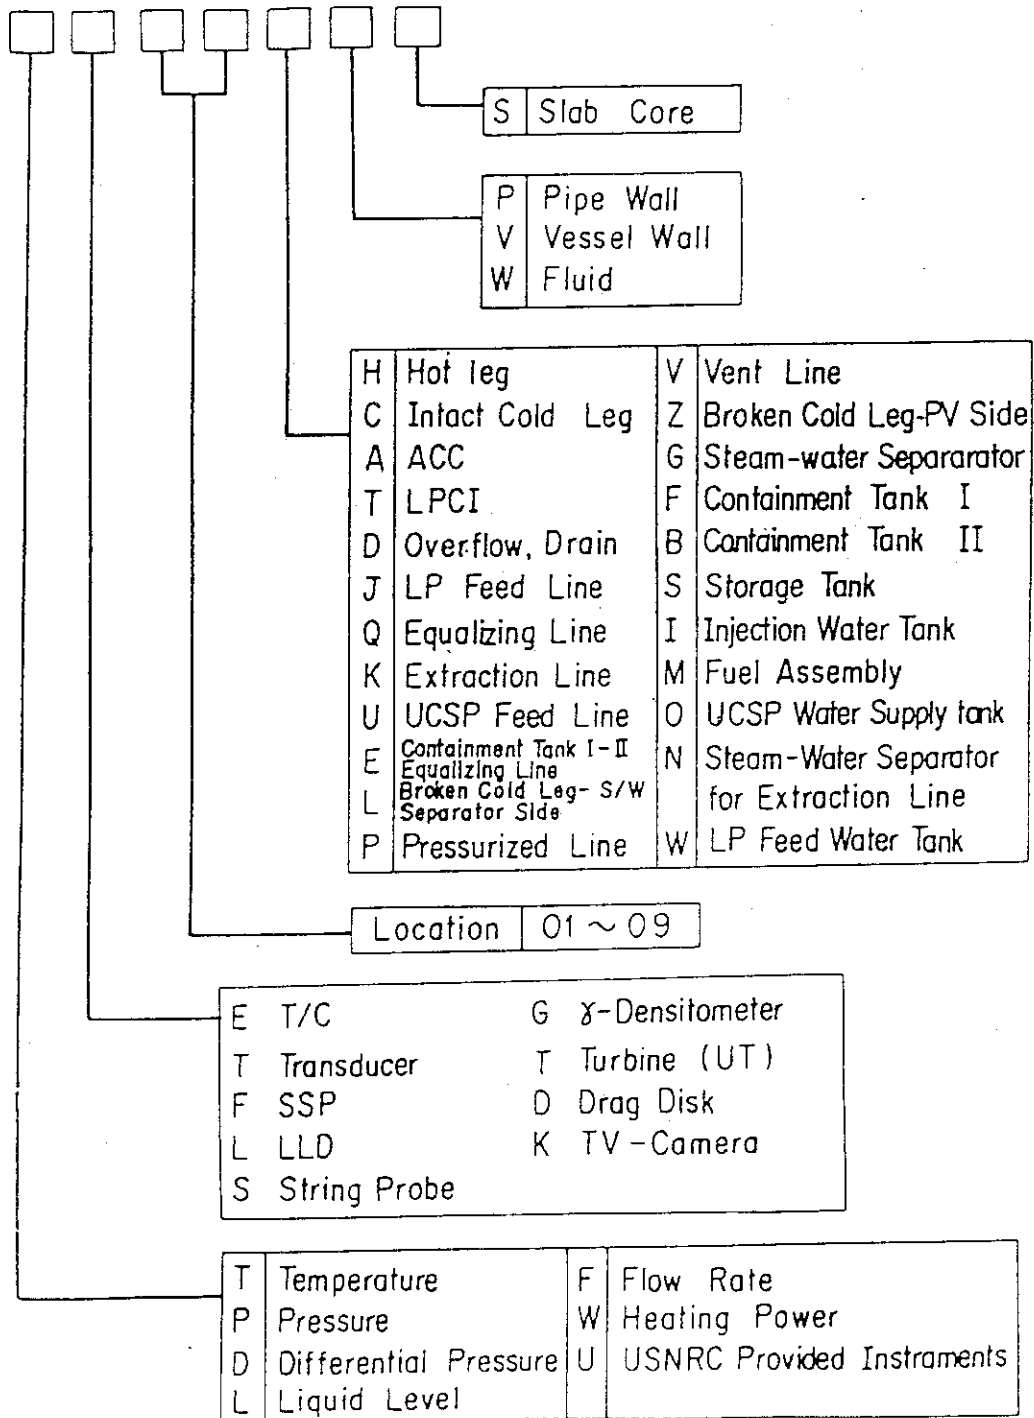 S Slab Core
P Pipe Wall
V Vessel Wall
W Fluid
H Hot leg V Vent Line
C Intact Cold Leg Z Broken Cold Leg-PV Side
A ACC G Steam-water Separarator
T LPCI F Containment Tank I
D Overflow, Drain B Containment Tank II
J LP Feed Line S Storage Tank
Q Equalizing Line I Injection Water Tank
K Extraction Line M Fuel Assembly
U UCSP Feed Line O UCSP Water Supply tank
E Containment Tank I-II Equalizing Line N Steam-Water Separator
L Broken Cold Leg- S/W Separator Side for Extraction Line
P Pressurized Line W LP Feed Water Tank
Location 01 ~ 09
E T/C G γ-Densitometer
T Transducer T Turbine (UT)
F SSP D Drag Disk
L LLD K TV-Camera
S String Probe
T Temperature F Flow Rate
P Pressure W Heating Power
D Differential Pressure U USNRC Provided Instraments
L Liquid Level